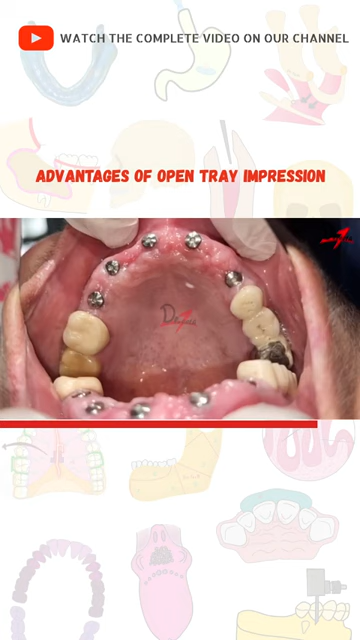 WATCH THE COMPLETE VIDEO ON OUR CHANNEL
ADVANTAGES OF OPEN TRAY IMPRESSION